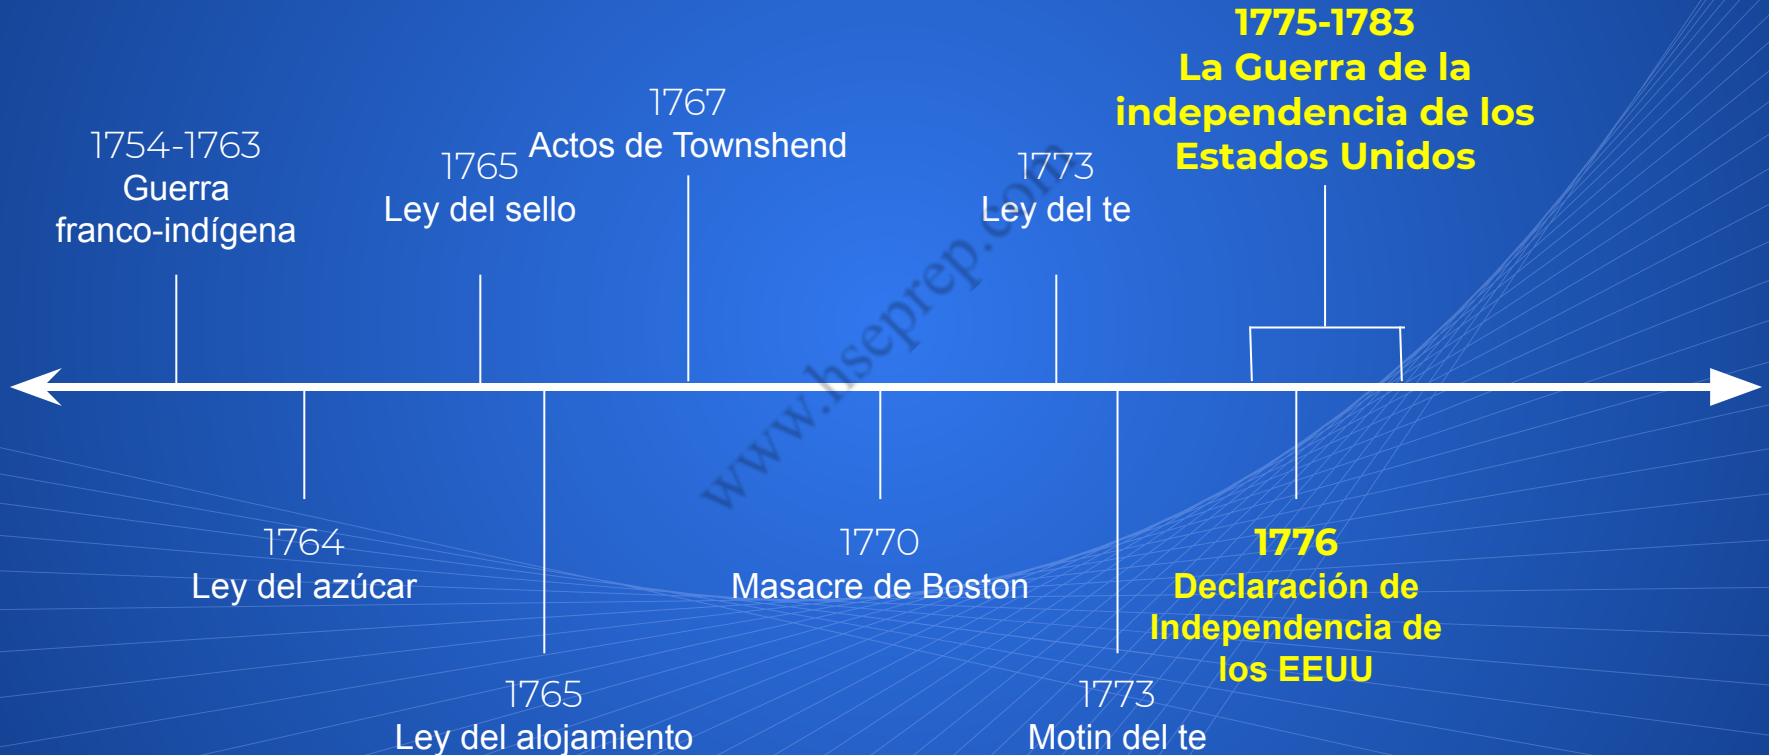 1754-1763
Guerra
franco-indígena
1764
Ley del azúcar
1765
Ley del sello
1765
Ley del alojamiento
1767
Actos de Townshend
1770
Masacre de Boston
1773
Ley del te
1773
Motin del te
1775-1783
La Guerra de la
independencia de los
Estados Unidos
1776
Declaración de
Independencia de
los EEUU
www.hseprep.com